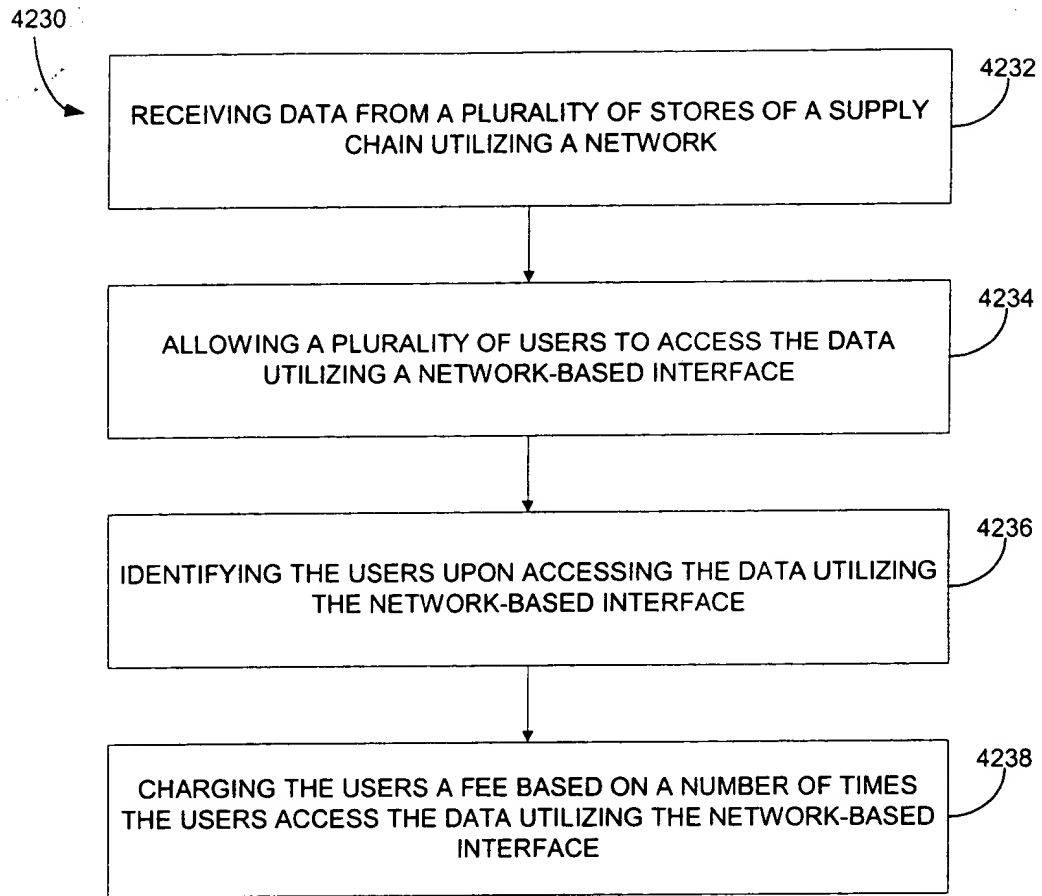 4230
4232
RECEIVING DATA FROM A PLURALITY OF STORES OF A SUPPLY
CHAIN UTILIZING A NETWORK
4234
ALLOWING A PLURALITY OF USERS TO ACCESS THE DATA
UTILIZING A NETWORK-BASED INTERFACE
4236
IDENTIFYING THE USERS UPON ACCESSING THE DATA UTILIZING
THE NETWORK-BASED INTERFACE
4238
CHARGING THE USERS A FEE BASED ON A NUMBER OF TIMES
THE USERS ACCESS THE DATA UTILIZING THE NETWORK-BASED
INTERFACE